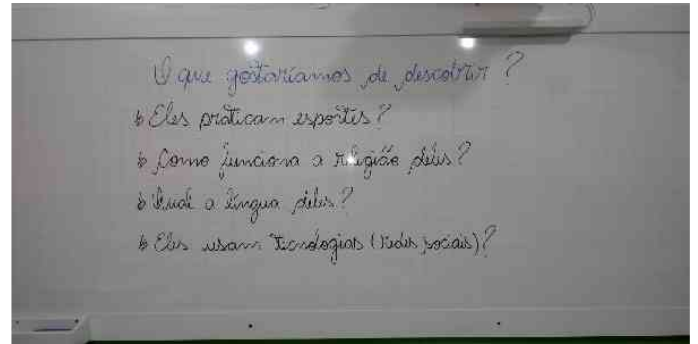 O que gostaríamos de descobrir?
Eles praticam esportes?
Como funciona a religião deles?
Qual a língua deles?
Eles usam tecnologias (redes sociais)?